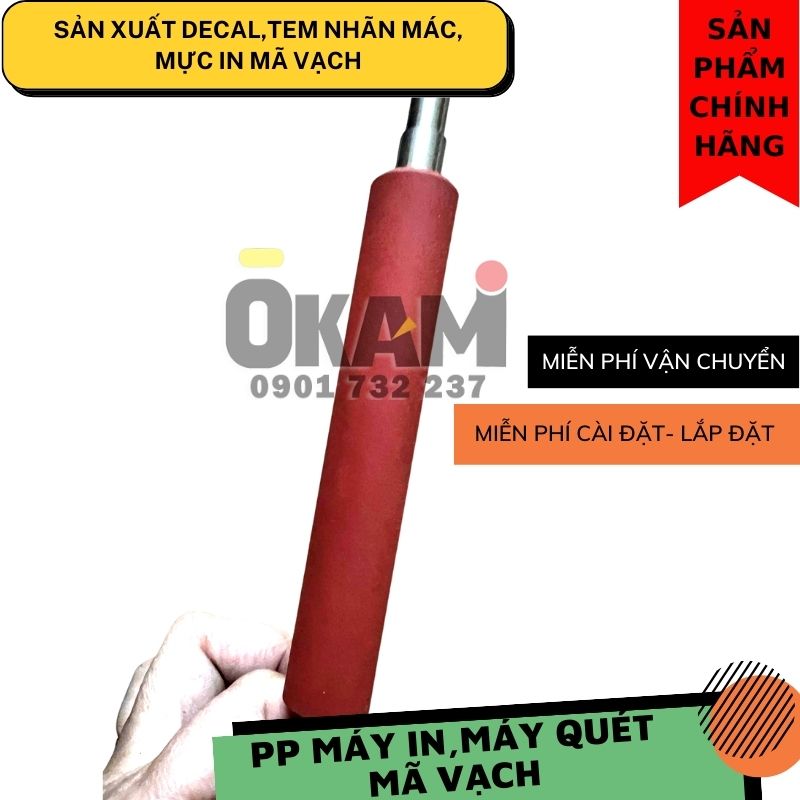 SẢN XUẤT DECAL,TEM NHÃN MÁC,
MỰC IN MÃ VẠCH
SẢN
PHẨM
CHÍNH
HÃNG
ŌKAMI
0901 732 237
MIỄN PHÍ VẬN CHUYỂN
MIỄN PHÍ CÀI ĐẶT- LẮP ĐẶT
PP MÁY IN,MÁY QUÉT
MÃ VẠCH